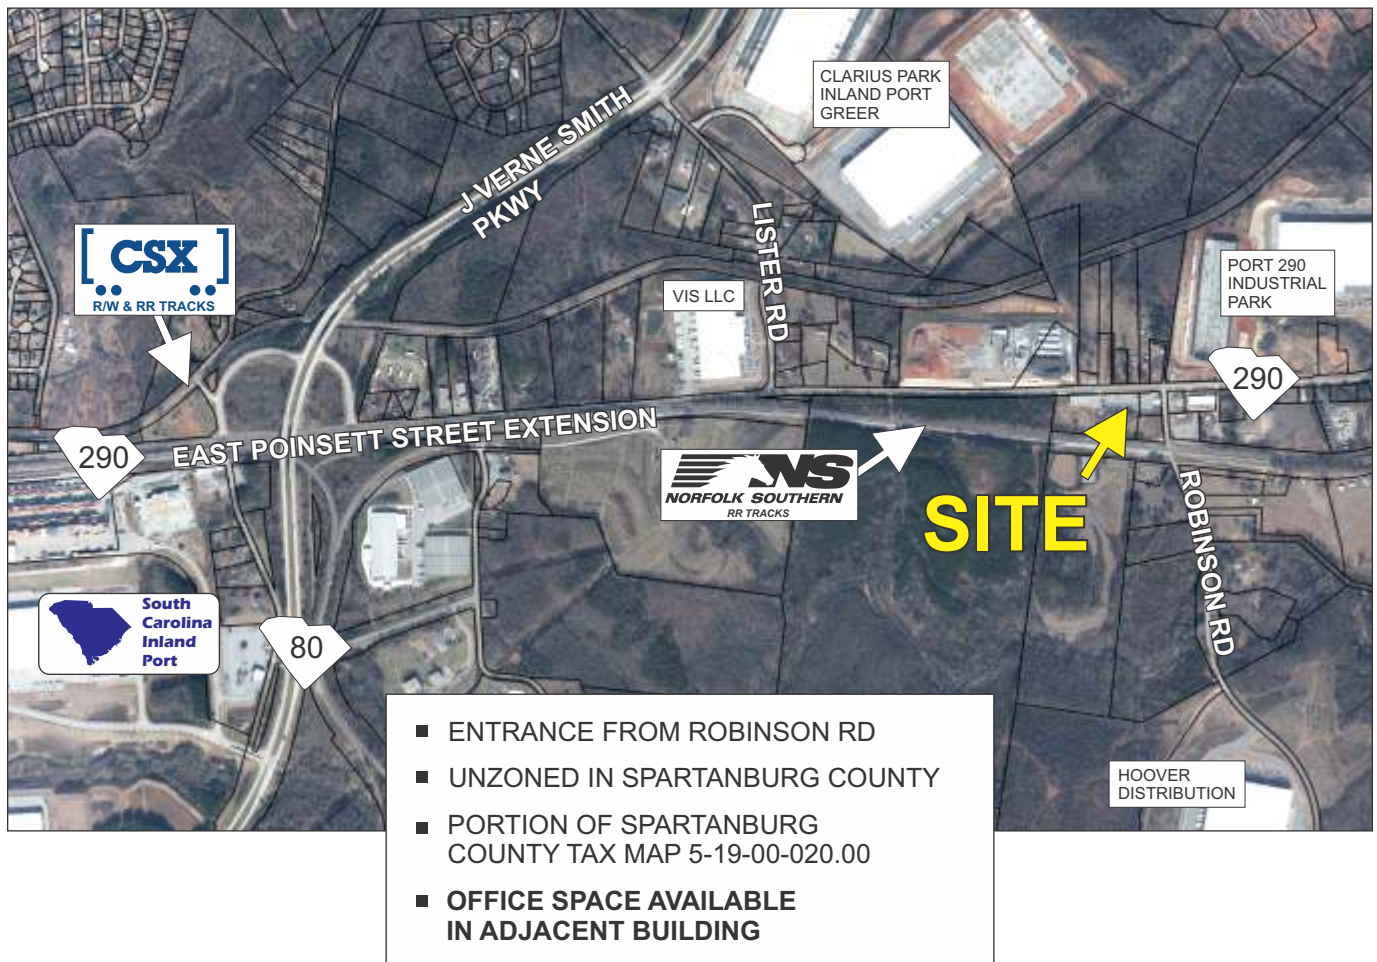 CLARIUS PARK
INLAND PORT
GREER
J VERNE SMITH
PKWY
LISTER RD
[CSX]
R/W & RR TRACKS
PORT 290
INDUSTRIAL
PARK
VIS LLC
290
290
EAST POINSETT STREET EXTENSION
NS
NORFOLK SOUTHERN
RR TRACKS
SITE
ROBINSON RD
South
Carolina
Inland
Port
80
HOOVER
DISTRIBUTION
ENTRANCE FROM ROBINSON RD
UNZONED IN SPARTANBURG COUNTY
PORTION OF SPARTANBURG
COUNTY TAX MAP 5-19-00-020.00
OFFICE SPACE AVAILABLE
IN ADJACENT BUILDING